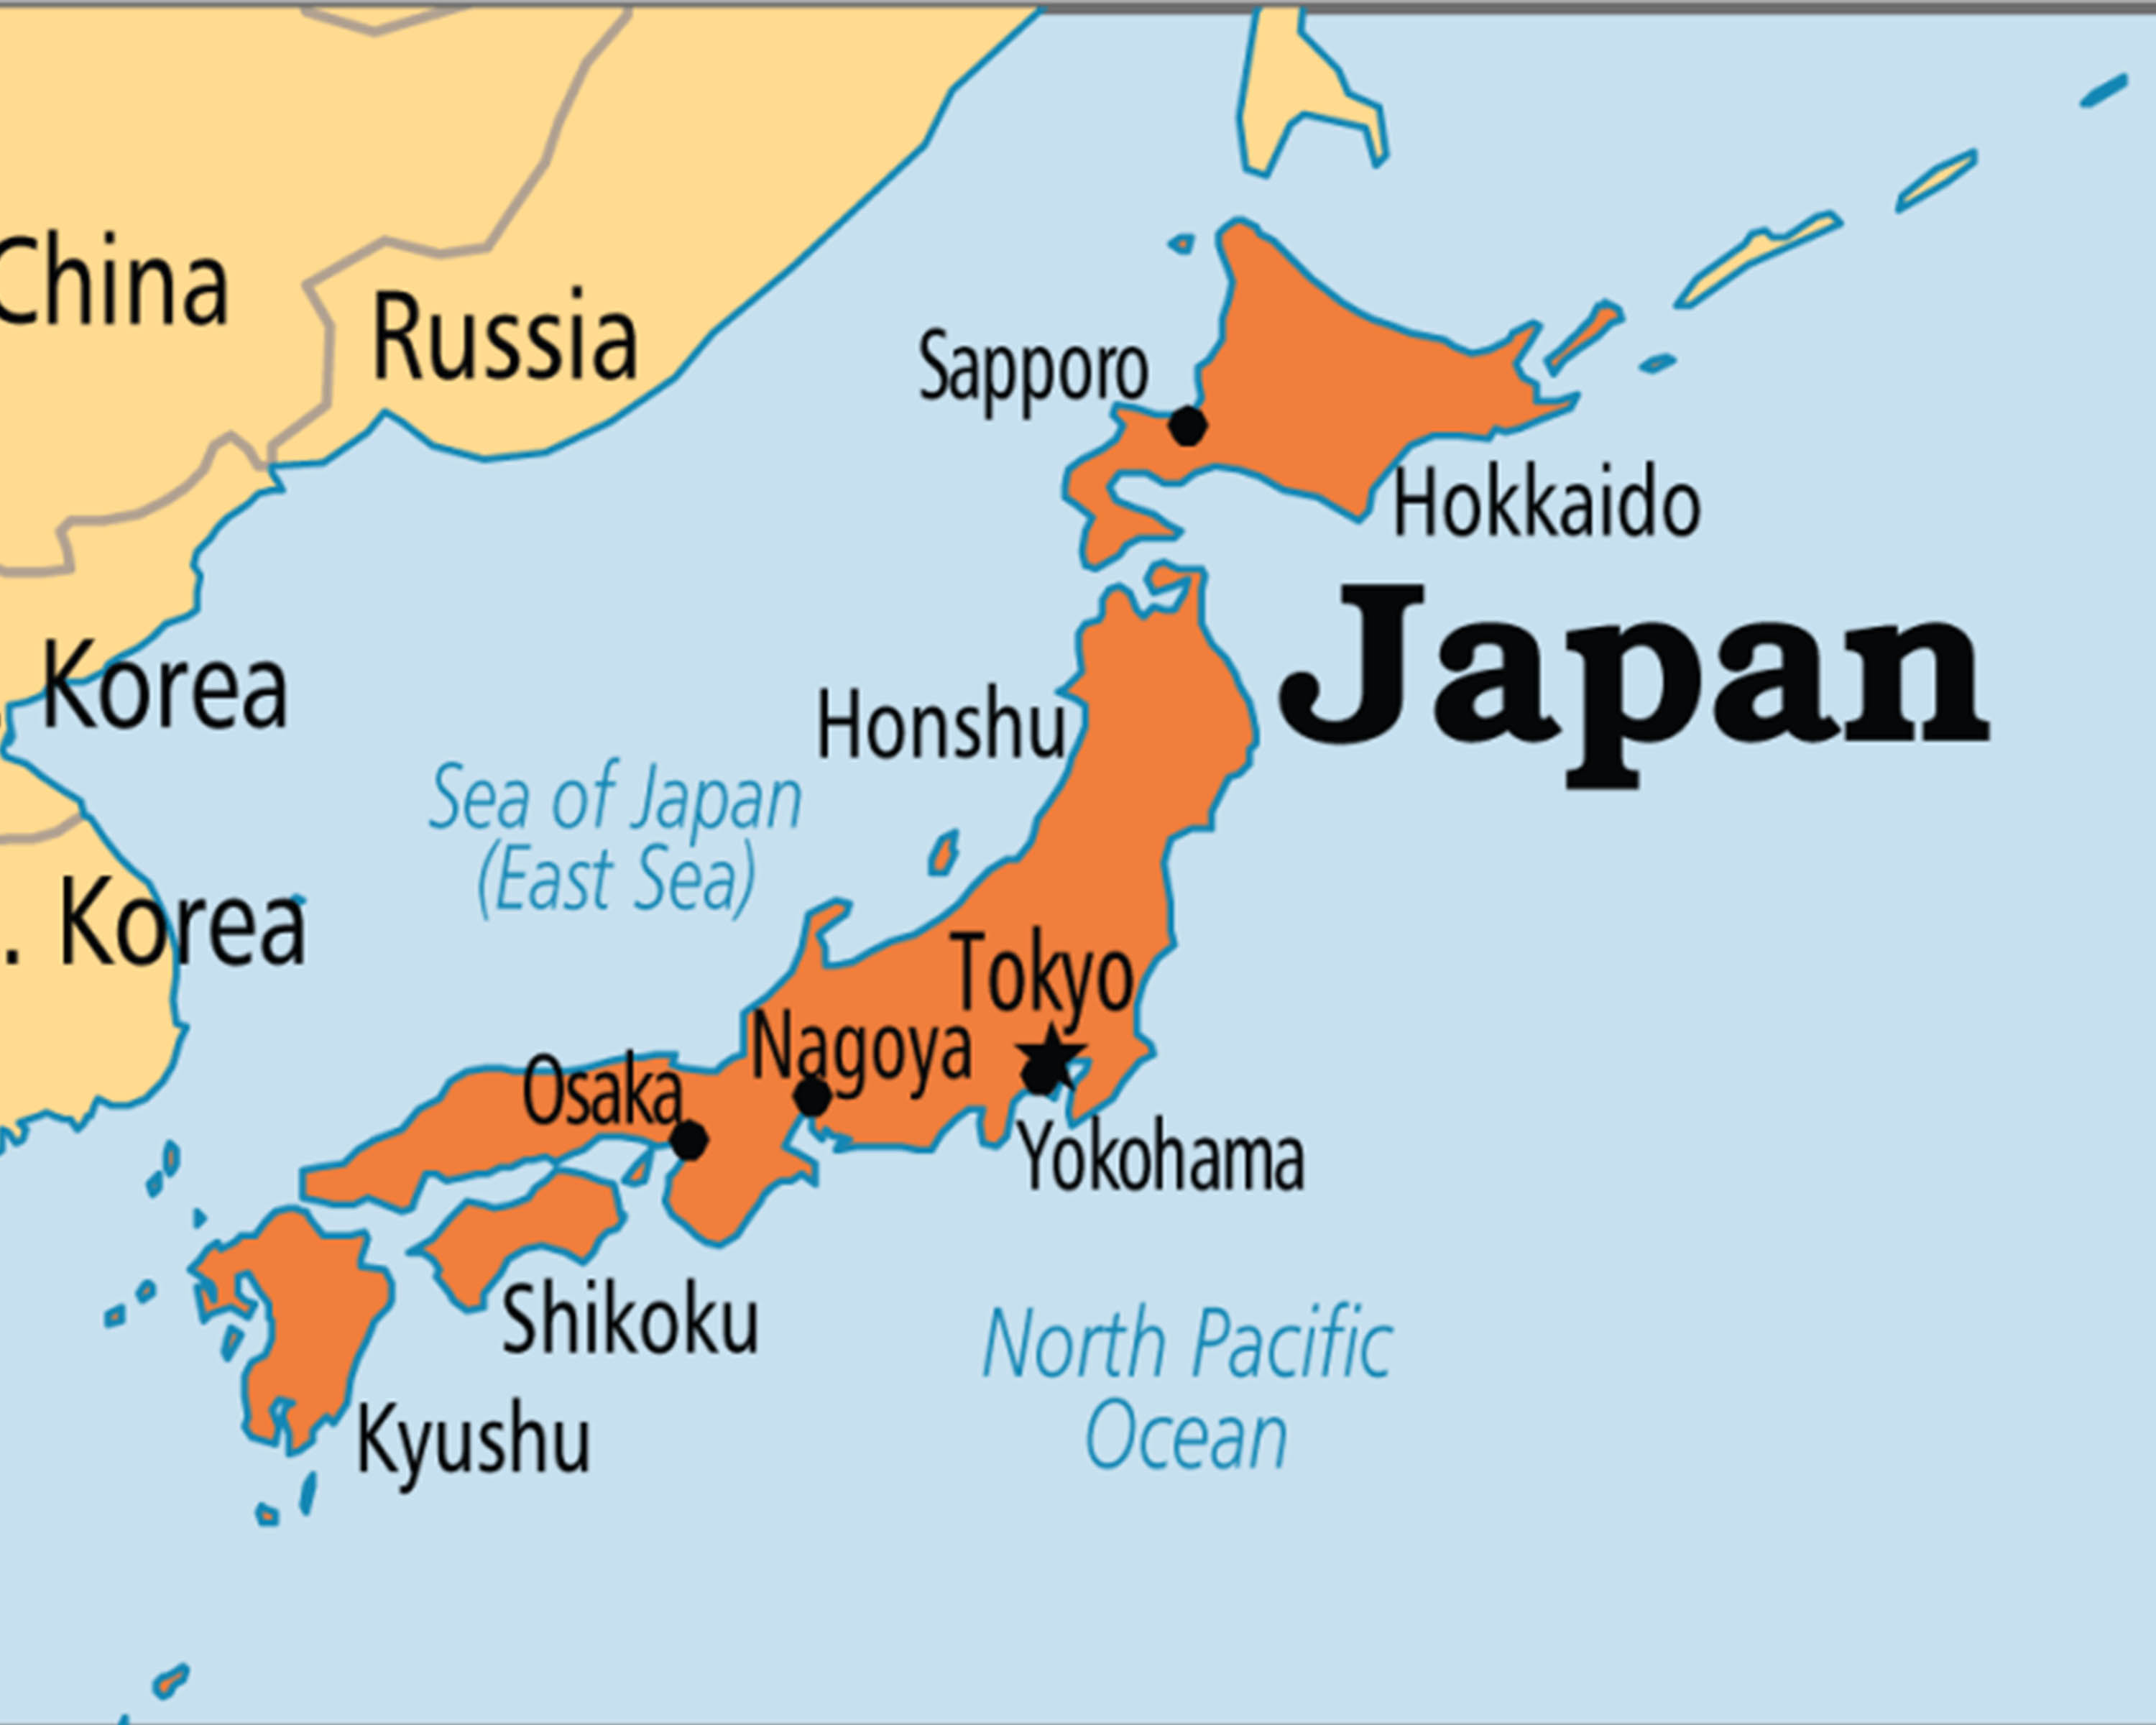 China
Russia
Sapporo
Hokkaido
Japan
Korea
Honshu
Sea of Japan
(East Sea)
. Korea
Tokyo
Nagoya
Osaka
Yokohama
Shikoku
North Pacific
Ocean
Kyushu